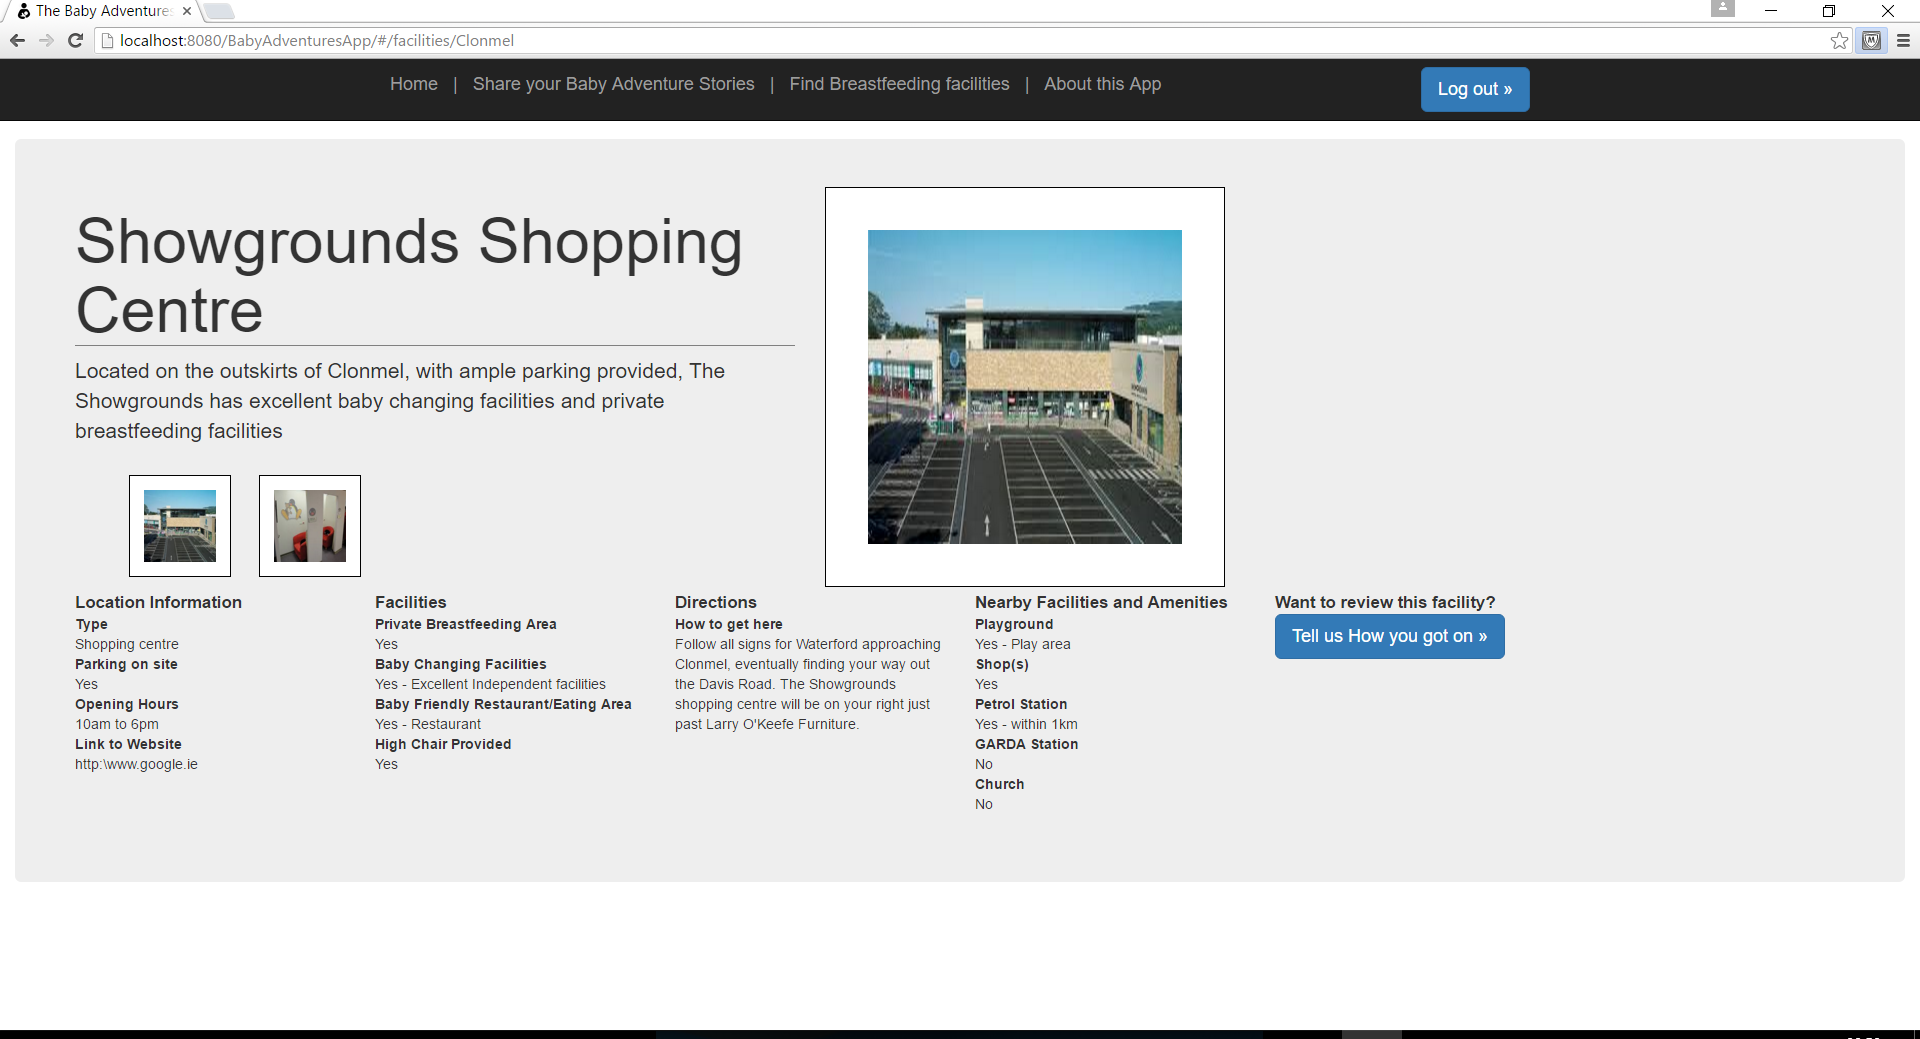 The Baby Adventures
localhost:8080/BabyAdventuresApp/#/facilities/Clonmel
Home | Share your Baby Adventure Stories | Find Breastfeeding facilities | About this App
Log out »
Showgrounds Shopping
Centre
Located on the outskirts of Clonmel, with ample parking provided, The
Showgrounds has excellent baby changing facilities and private
breastfeeding facilities
Location Information
Type
Shopping centre
Parking on site
Yes
Opening Hours
10am to 6pm
Link to Website
http:\www.google.ie
Facilities
Private Breastfeeding Area
Yes
Baby Changing Facilities
Yes - Excellent Independent facilities
Baby Friendly Restaurant/Eating Area
Yes - Restaurant
High Chair Provided
Yes
Directions
How to get here
Follow all signs for Waterford approaching
Clonmel, eventually finding your way out
the Davis Road. The Showgrounds
shopping centre will be on your right just
past Larry O'Keefe Furniture.
Nearby Facilities and Amenities
Playground
Yes - Play area
Shop(s)
Yes
Petrol Station
Yes - within 1km
GARDA Station
No
Church
No
Want to review this facility?
Tell us How you got on »